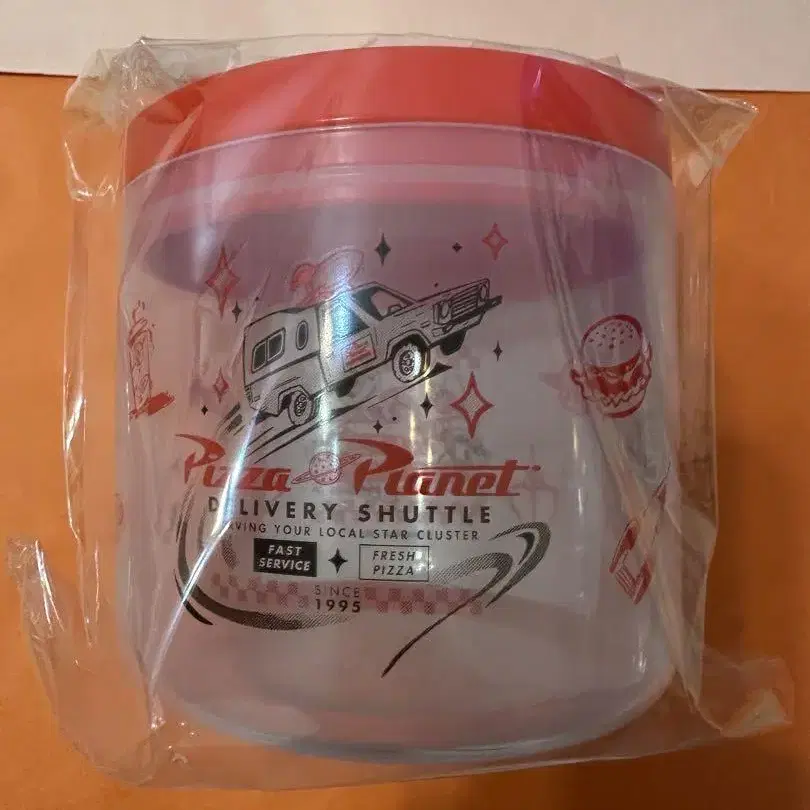 Pizza Planet
DELIVERY SHUTTLE
SERVING YOUR LOCAL STAR CLUSTER
FAST SERVICE
FRESH PIZZA
SINCE
1995